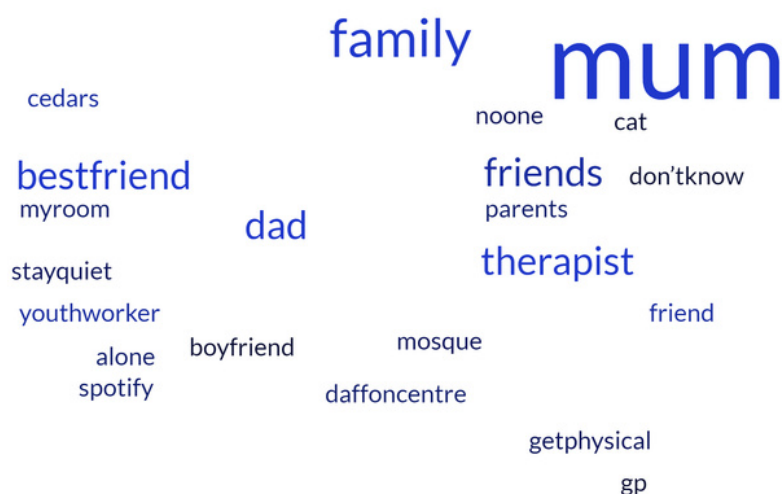 family
mum
cedars
noone
cat
bestfriend
friends
don'tknow
myroom
parents
dad
therapist
stayquiet
youthworker
friend
boyfriend
mosque
alone
spotify
daffoncentre
getphysical
gp